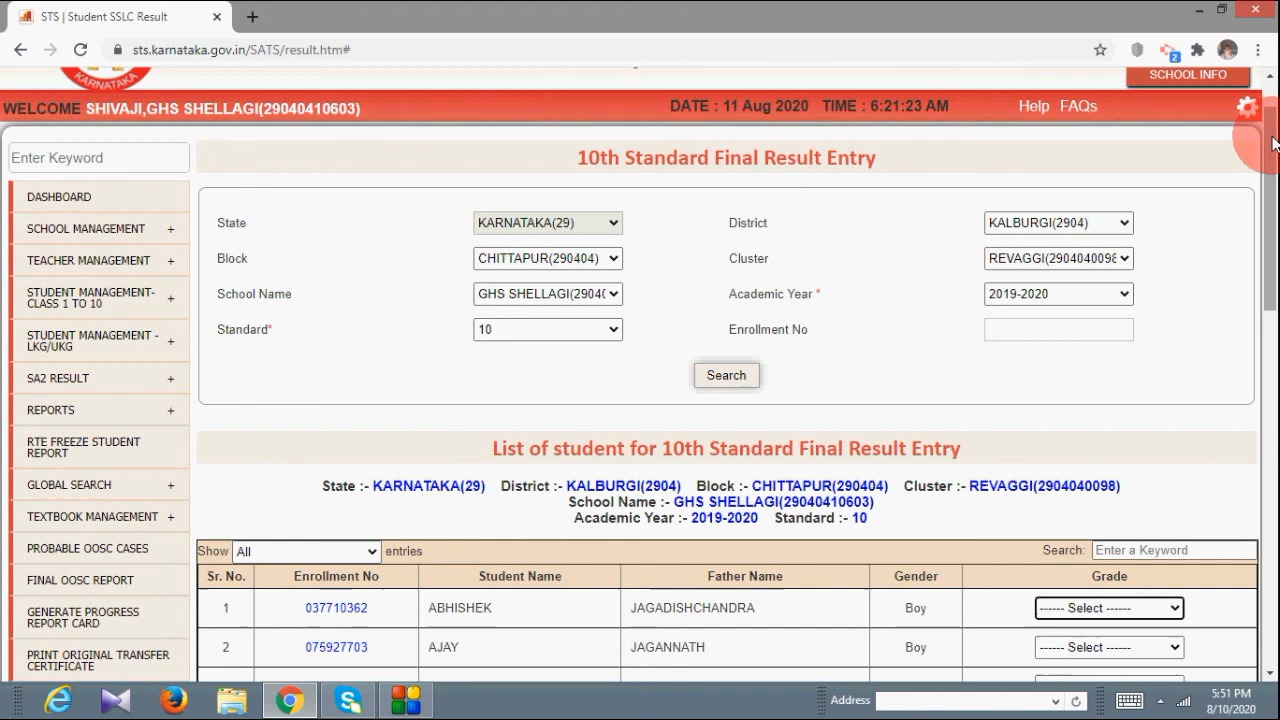 STS | Student SSLC Result
sts.karnataka.gov.in/SATS/result.htm#
2
KARNATAKA
SCHOOL INFO
WELCOME SHIVAJI,GHS SHELLAGI(29040410603)
DATE : 11 Aug 2020 TIME : 6:21:23 AM
Help FAQs
Enter Keyword
DASHBOARD
SCHOOL MANAGEMENT +
TEACHER MANAGEMENT +
STUDENT MANAGEMENT-
CLASS 1 TO 10 +
STUDENT MANAGEMENT -
LKG/UKG +
SA2 RESULT +
REPORTS +
RTE FREEZE STUDENT
REPORT
GLOBAL SEARCH +
TEXTBOOK MANAGEMENT +
PROBABLE OOSC CASES
FINAL OOSC REPORT
GENERATE PROGRESS
REPORT CARD
PRINT ORIGINAL TRANSFER
CERTIFICATE
10th Standard Final Result Entry
State KARNATAKA(29) District KALBURGI(2904)
Block CHITTAPUR(290404) Cluster REVAGGI(2904040098
School Name GHS SHELLAGI(29040 Academic Year * 2019-2020
Standard* 10 Enrollment No
Search
List of student for 10th Standard Final Result Entry
State :- KARNATAKA(29) District :- KALBURGI(2904) Block :- CHITTAPUR(290404) Cluster :- REVAGGI(2904040098)
School Name :- GHS SHELLAGI(29040410603)
Academic Year :- 2019-2020 Standard :- 10
Show All entries Search: Enter a Keyword
Sr. No. Enrollment No Student Name Father Name Gender Grade
1 037710362 ABHISHEK JAGADISHCHANDRA Boy ------ Select ------
2 075927703 AJAY JAGANNATH Boy ------ Select ------
Address
5:51 PM
8/10/2020